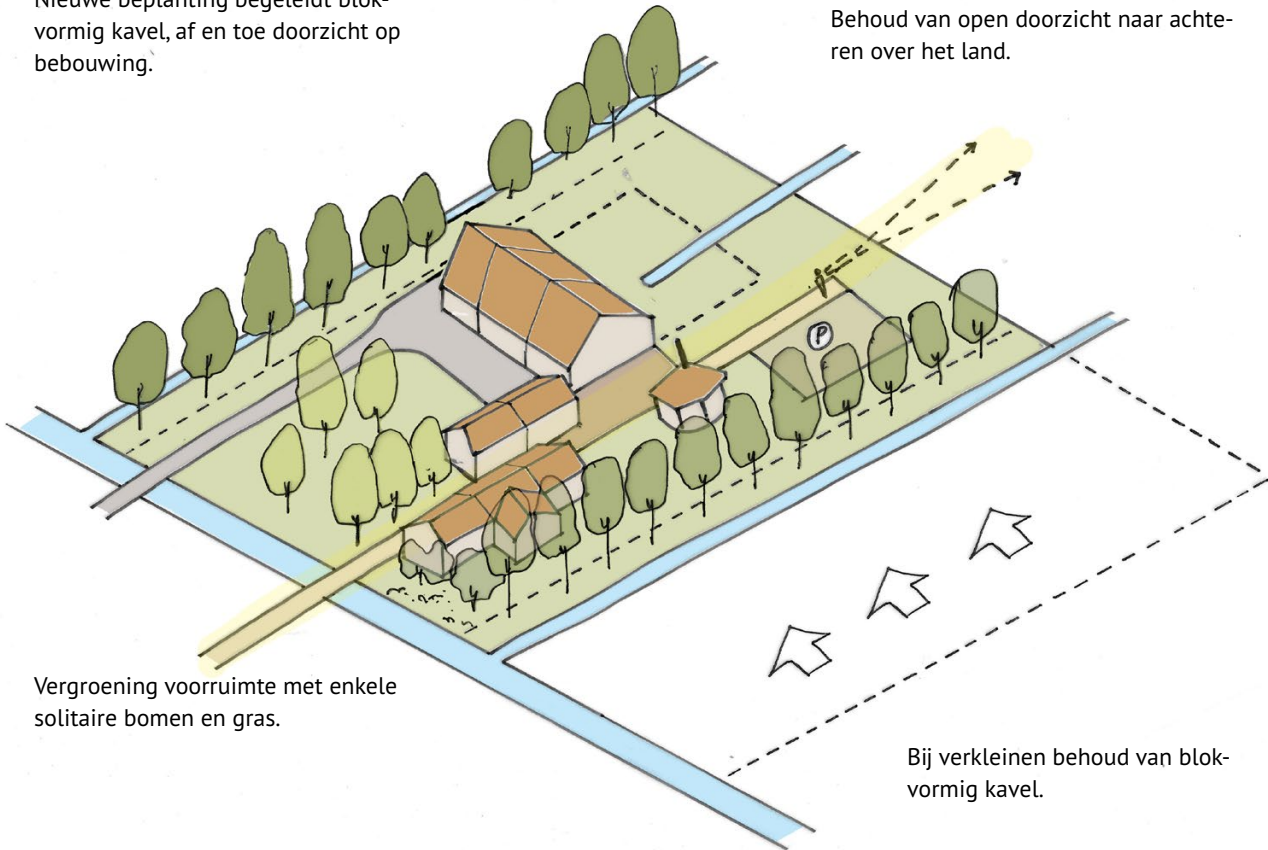 Nieuwe beplanting begeleidt blok-
vormig kavel, af en toe doorzicht op
bebouwing.
Behoud van open doorzicht naar achte-
ren over het land.
P
Vergroening voorruimte met enkele
solitaire bomen en gras.
Bij verkleinen behoud van blok-
vormig kavel.